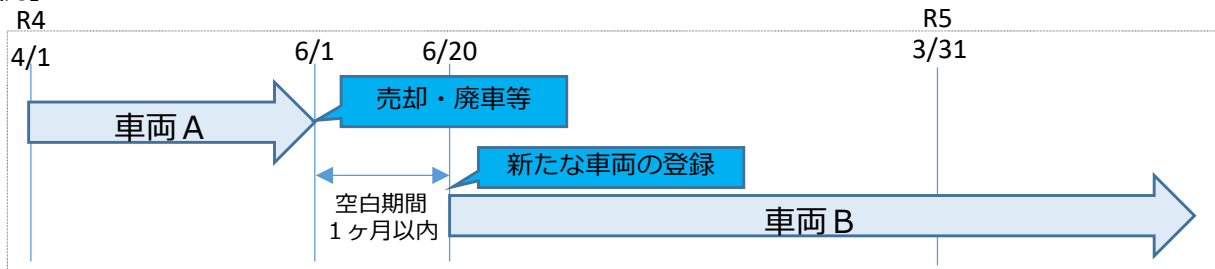 R4
R5
4/1
6/1
6/20
3/31
売却・廃車等
車両A
新たな車両の登録
空白期間
1ヶ月以内
車両B